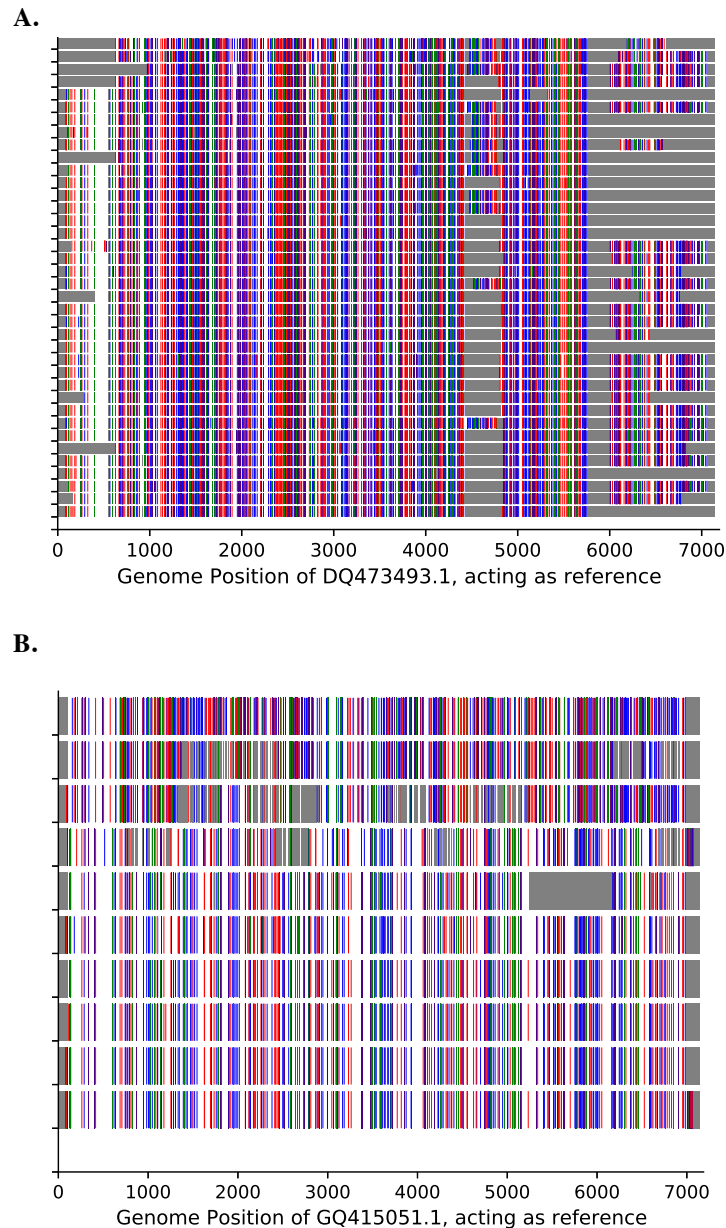 A.
0 1000 2000 3000 4000 5000 6000 7000
Genome Position of DQ473493.1, acting as reference
B.
0 1000 2000 3000 4000 5000 6000 7000
Genome Position of GQ415051.1, acting as reference